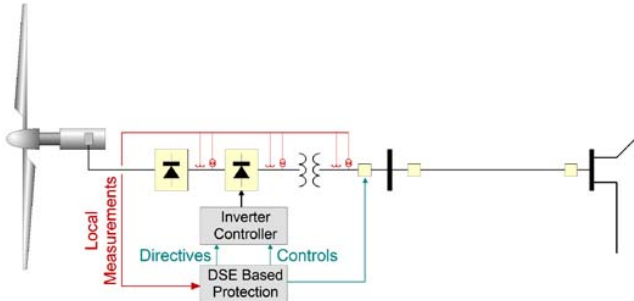 Local
Measurements
Inverter
Controller
Directives
Controls
DSE Based
Protection